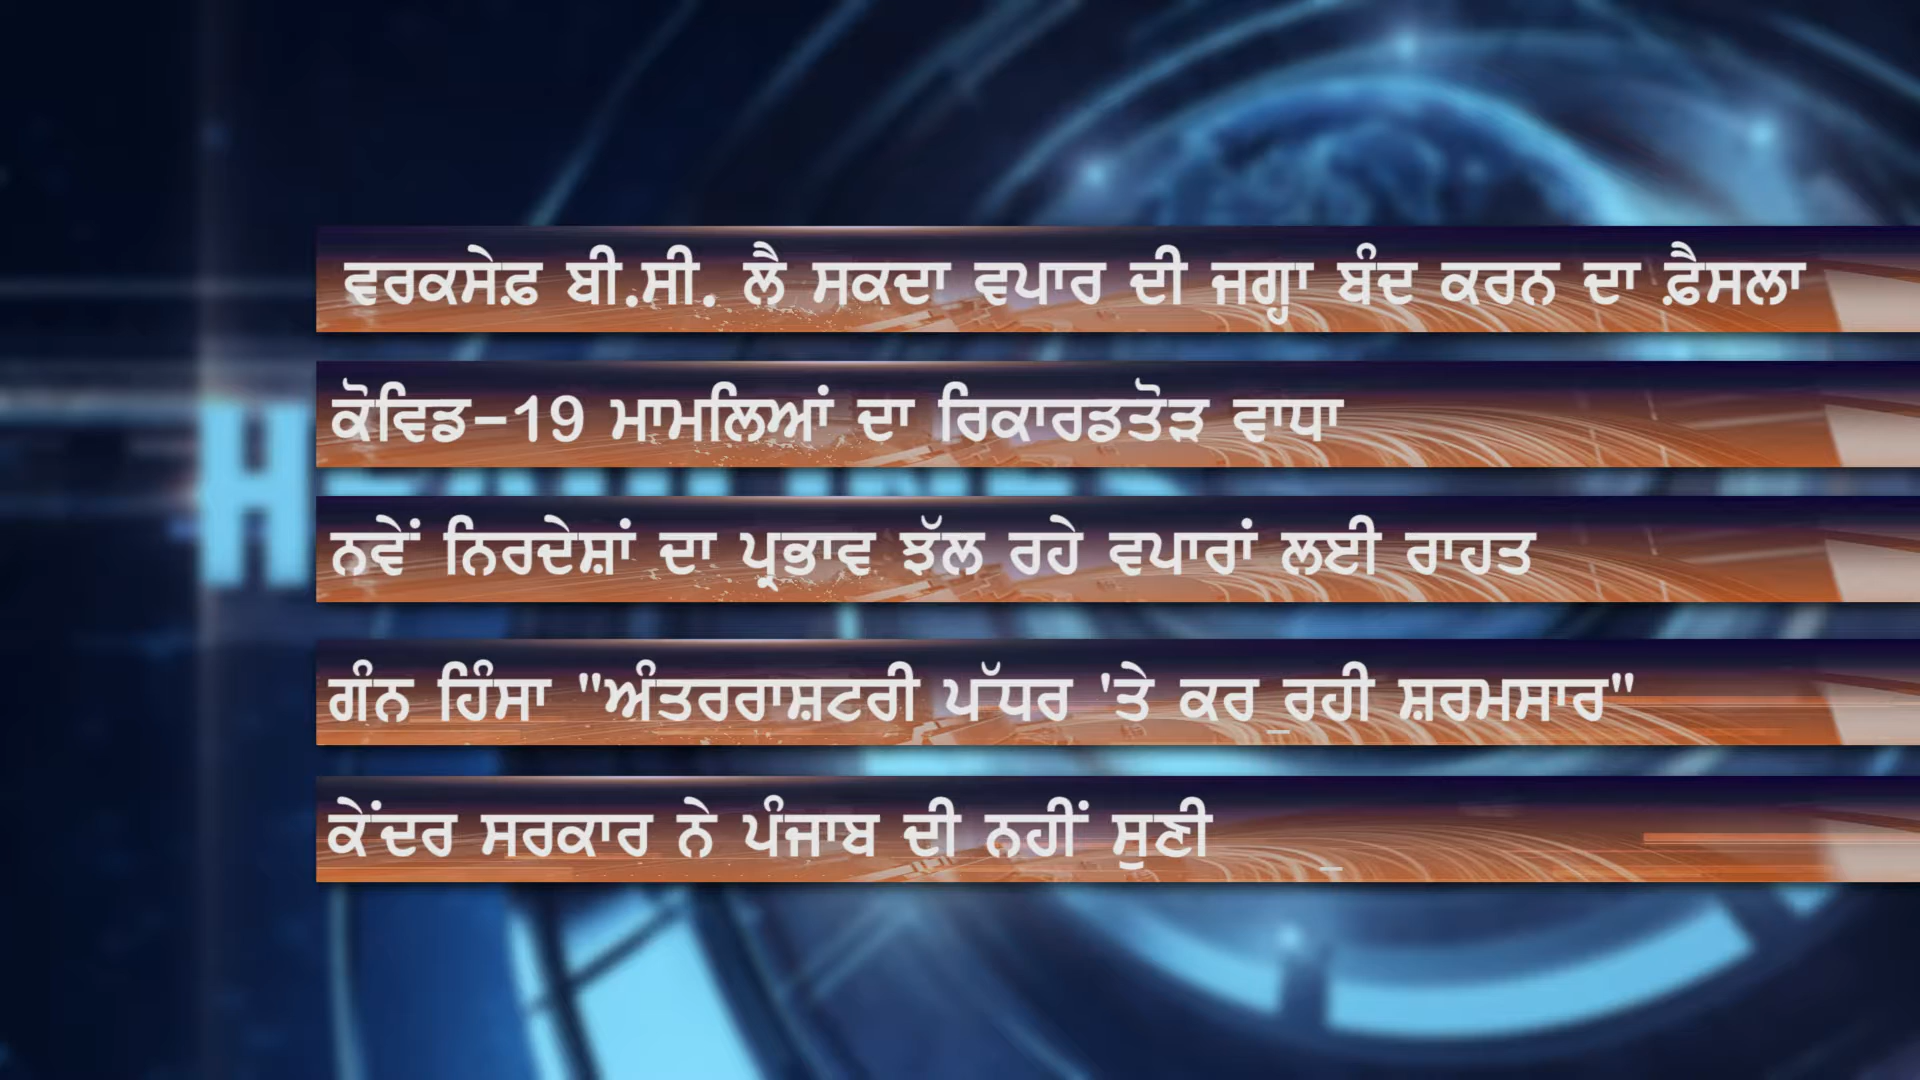 ਵਰਕਸੇਫ਼ ਬੀ.ਸੀ. ਲੈ ਸਕਦਾ ਵਪਾਰ ਦੀ ਜਗ੍ਹਾ ਬੰਦ ਕਰਨ ਦਾ ਫ਼ੈਸਲਾ
ਕੋਵਿਡ-19 ਮਾਮਲਿਆਂ ਦਾ ਰਿਕਾਰਡਤੋੜ ਵਾਧਾ
ਨਵੇਂ ਨਿਰਦੇਸ਼ਾਂ ਦਾ ਪ੍ਰਭਾਵ ਝੱਲ ਰਹੇ ਵਪਾਰਾਂ ਲਈ ਰਾਹਤ
ਗੰਨ ਹਿੰਸਾ "ਅੰਤਰਰਾਸ਼ਟਰੀ ਪੱਧਰ 'ਤੇ ਕਰ ਰਹੀ ਸ਼ਰਮਸਾਰ"
ਕੇਂਦਰ ਸਰਕਾਰ ਨੇ ਪੰਜਾਬ ਦੀ ਨਹੀਂ ਸੁਣੀ